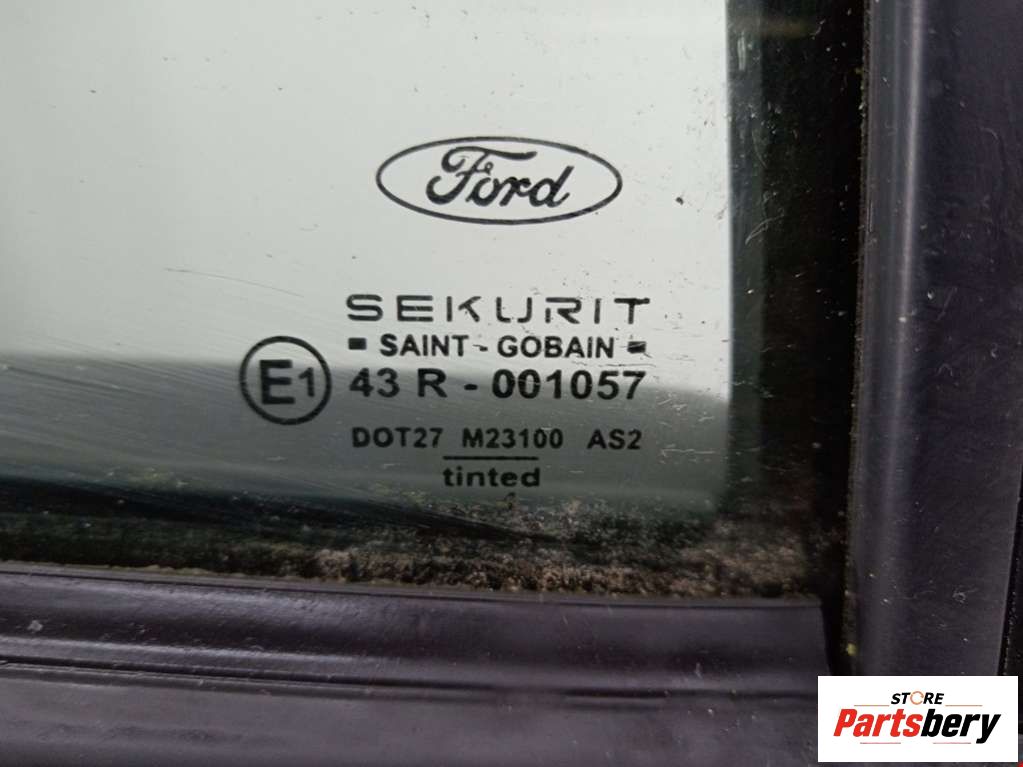 Ford
SEKURIT
SAINT - GOBAIN
E1 43 R - 001057
DOT27 M23100 AS2
tinted
STORE
Partsbery